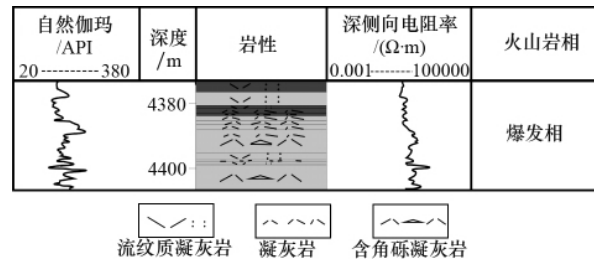 自然伽玛
/API
20----------380
深度
/m
岩性
深侧向电阻率
/(Ω·m)
0.001-------100000
火山岩相
4380
4400
爆发相
流纹质凝灰岩
凝灰岩
含角砾凝灰岩